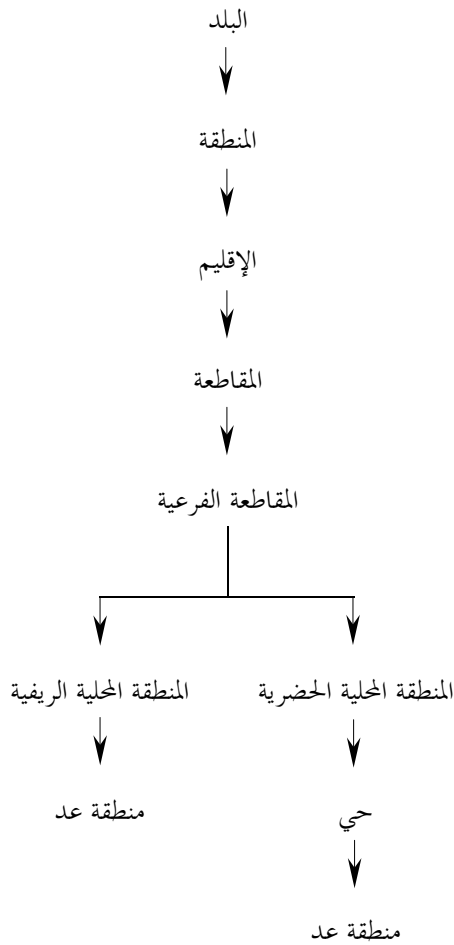 البلد
المنطقة
الإقليم
المقاطعة
المقاطعة الفرعية
المنطقة المحلية الحضرية
المنطقة المحلية الريفية
حي
منطقة عد
منطقة عد